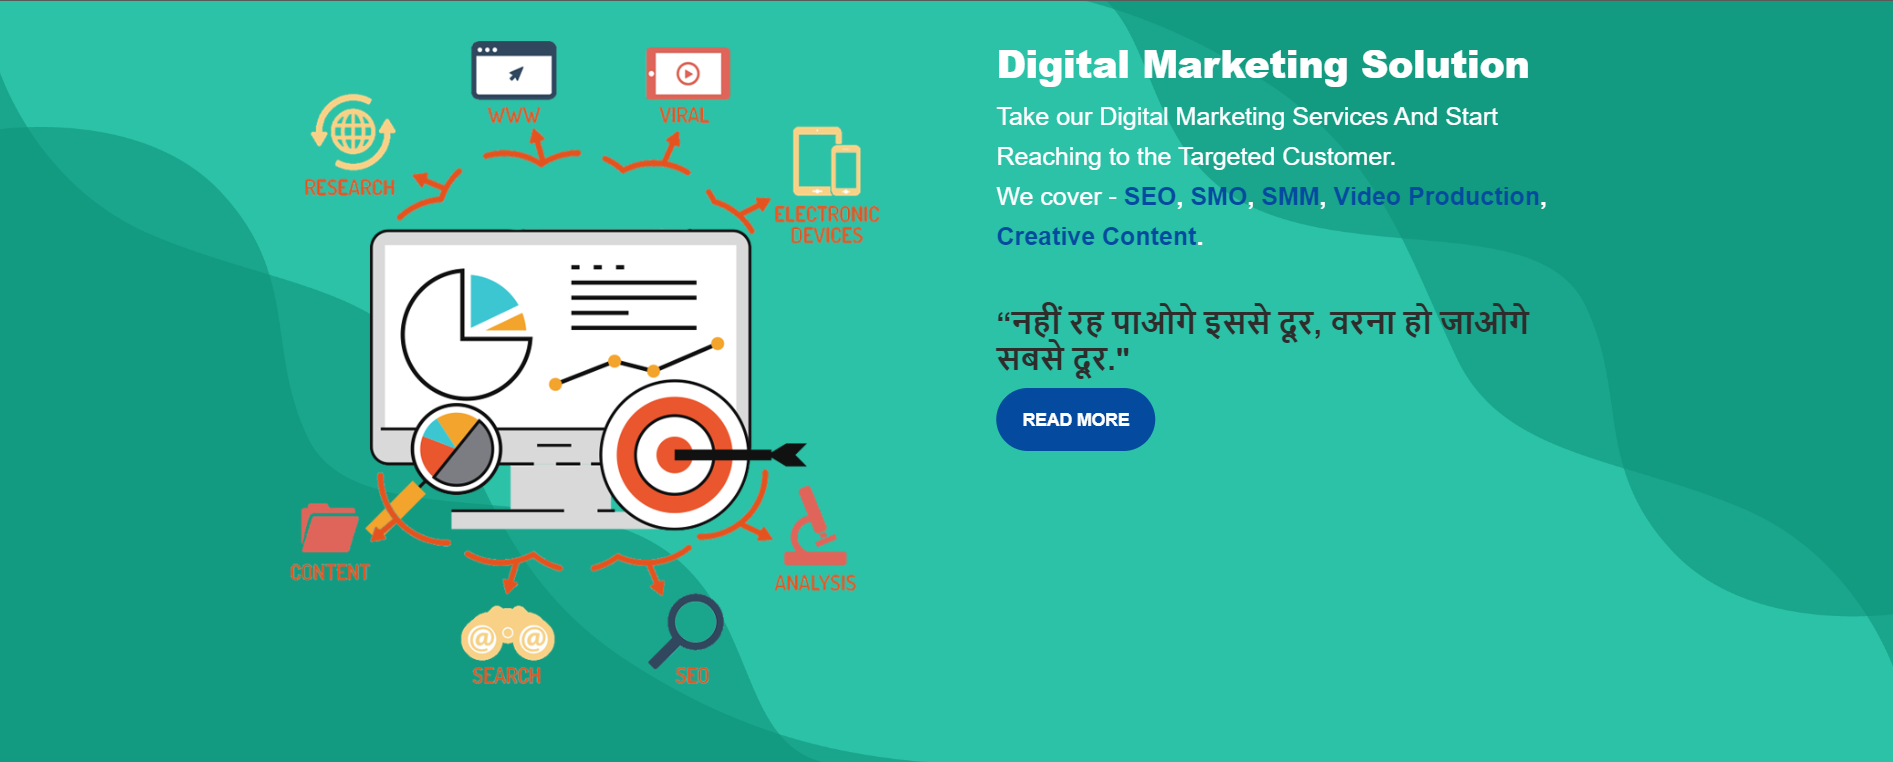 WWW
VIRAL
RESEARCH
ELECTRONIC
DEVICES
CONTENT
ANALYSIS
@ @
SEARCH
SEO
Digital Marketing Solution
Take our Digital Marketing Services And Start
Reaching to the Targeted Customer.
We cover - SEO, SMO, SMM, Video Production,
Creative Content.
“नहीं रह पाओगे इससे दूर, वरना हो जाओगे
सबसे दूर."
READ MORE